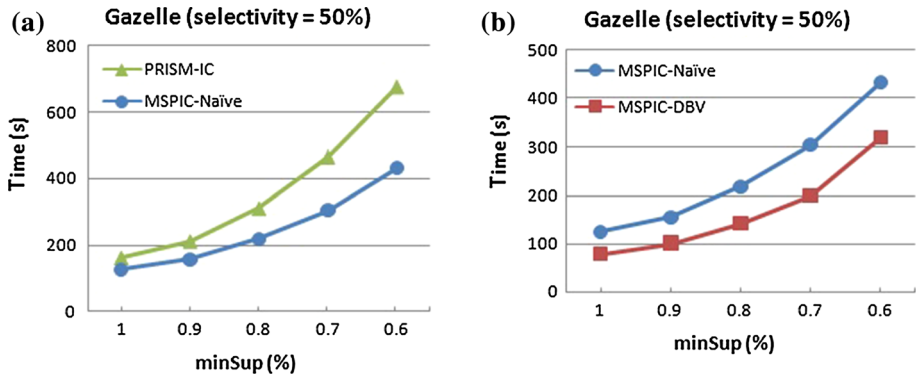 (a)
Gazelle (selectivity = 50%)
800
600
400
200
0
Time (s)
PRISM-IC
MSPIC-Naïve
1 0.9 0.8 0.7 0.6
minSup (%)
(b)
Gazelle (selectivity = 50%)
500
400
300
200
100
0
Time (s)
MSPIC-Naïve
MSPIC-DBV
1 0.9 0.8 0.7 0.6
minSup (%)